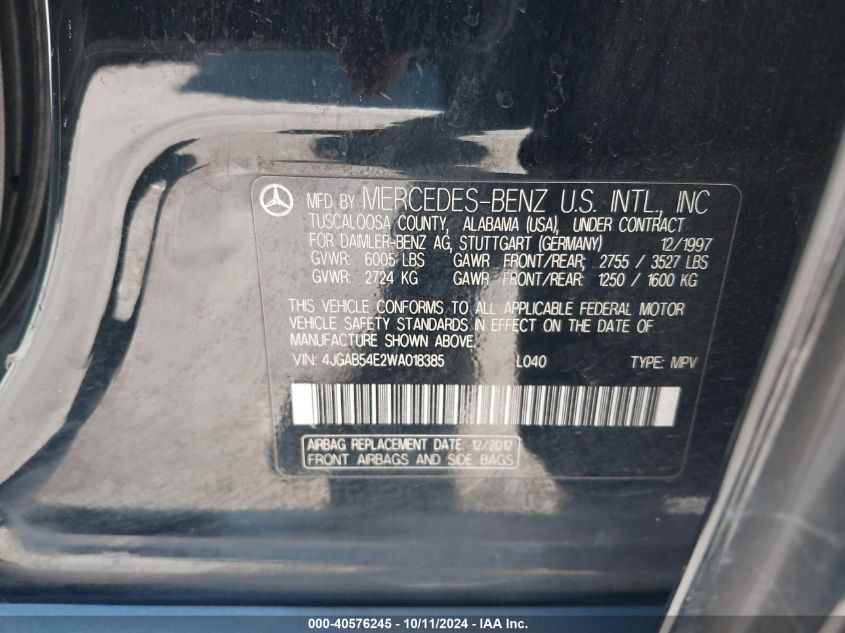 MFD BY MERCEDES-BENZ U.S. INTL., INC
TUSCALOOSA COUNTY, ALABAMA (USA), UNDER CONTRACT
FOR DAIMLER-BENZ AG, STUTTGART (GERMANY) 12/1997
GVWR: 6005 LBS GAWR FRONT/REAR; 2755 / 3527 LBS
GVWR: 2724 KG GAWR FRONT/REAR: 1250 / 1600 KG
THIS VEHICLE CONFORMS TO ALL APPLICABLE FEDERAL MOTOR
VEHICLE SAFETY STANDARDS IN EFFECT ON THE DATE OF
MANUFACTURE SHOWN ABOVE.
VIN: 4JGAB54E2WA018385 L040 TYPE: MPV
AIRBAG REPLACEMENT DATE: 12/2012
FRONT AIRBAGS AND SIDE BAGS
000-40576245 - 10/11/2024 - IAA Inc.